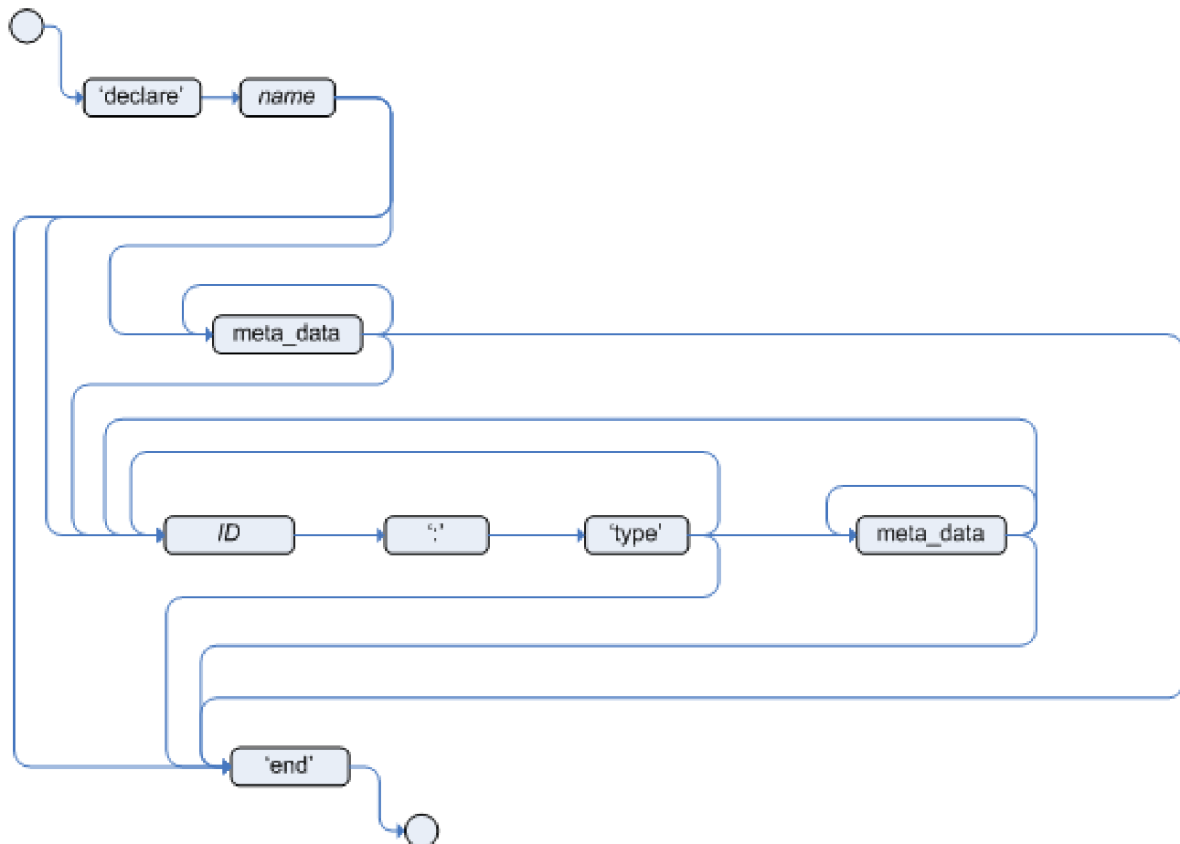 ‘declare’ name
meta_data
ID ‘:’ ‘type’ meta_data
‘end’